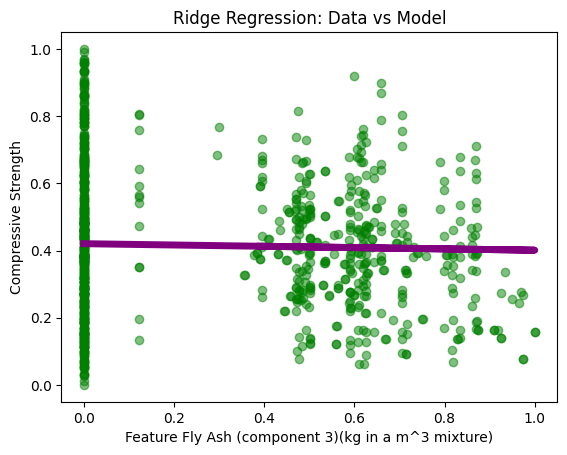 Ridge Regression: Data vs Model
Compressive Strength
1.0
0.8
0.6
0.4
0.2
0.0
0.0 0.2 0.4 0.6 0.8 1.0
Feature Fly Ash (component 3)(kg in a m^3 mixture)